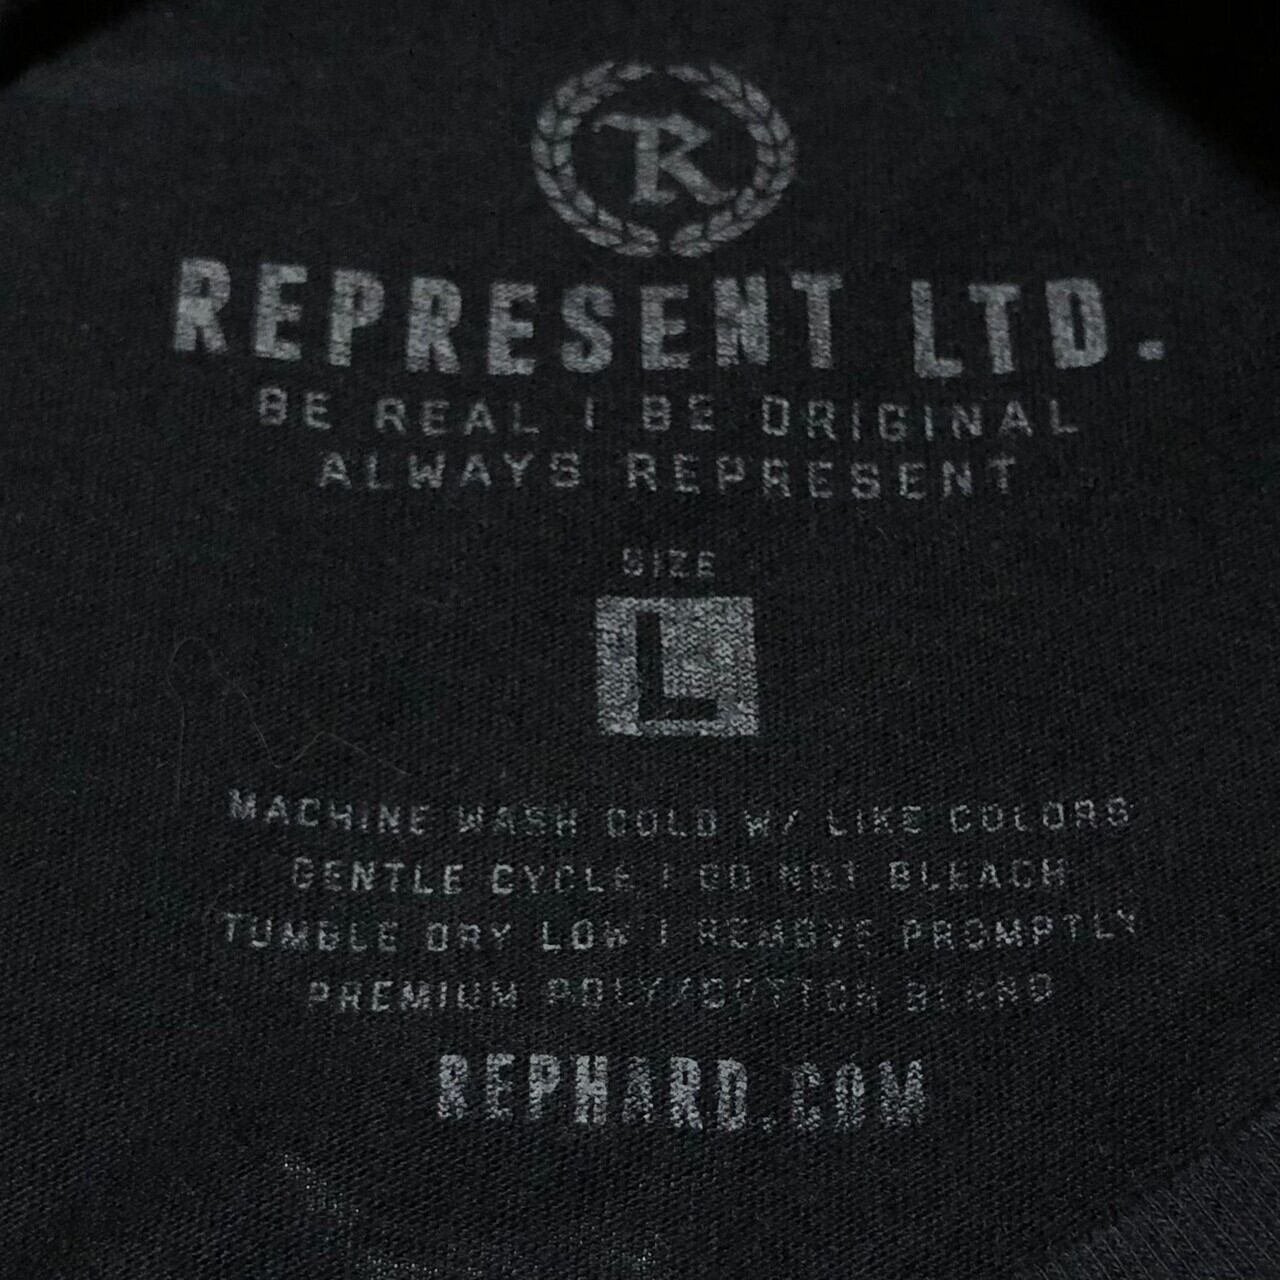 R
REPRESENT LTD.
BE REAL | BE ORIGINAL
ALWAYS REPRESENT
SIZE
L
MACHINE WASH COLD W/ LIKE COLORS
GENTLE CYCLE | DO NOT BLEACH
TUMBLE DRY LOW | REMOVE PROMPTLY
PREMIUM POLY/COTTON BLEND
REPHARD.COM